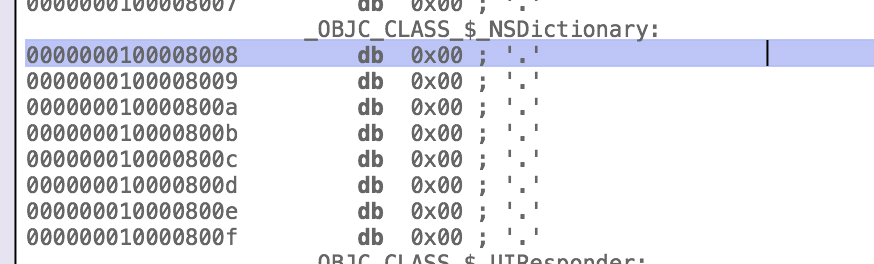 0000000100008007 db 0x00 ; '.'
_OBJC_CLASS_$_NSDictionary:
0000000100008008 db 0x00 ; '.'
0000000100008009 db 0x00 ; '.'
000000010000800a db 0x00 ; '.'
000000010000800b db 0x00 ; '.'
000000010000800c db 0x00 ; '.'
000000010000800d db 0x00 ; '.'
000000010000800e db 0x00 ; '.'
000000010000800f db 0x00 ; '.'
_OBJC_CLASS_$_UIResponder: